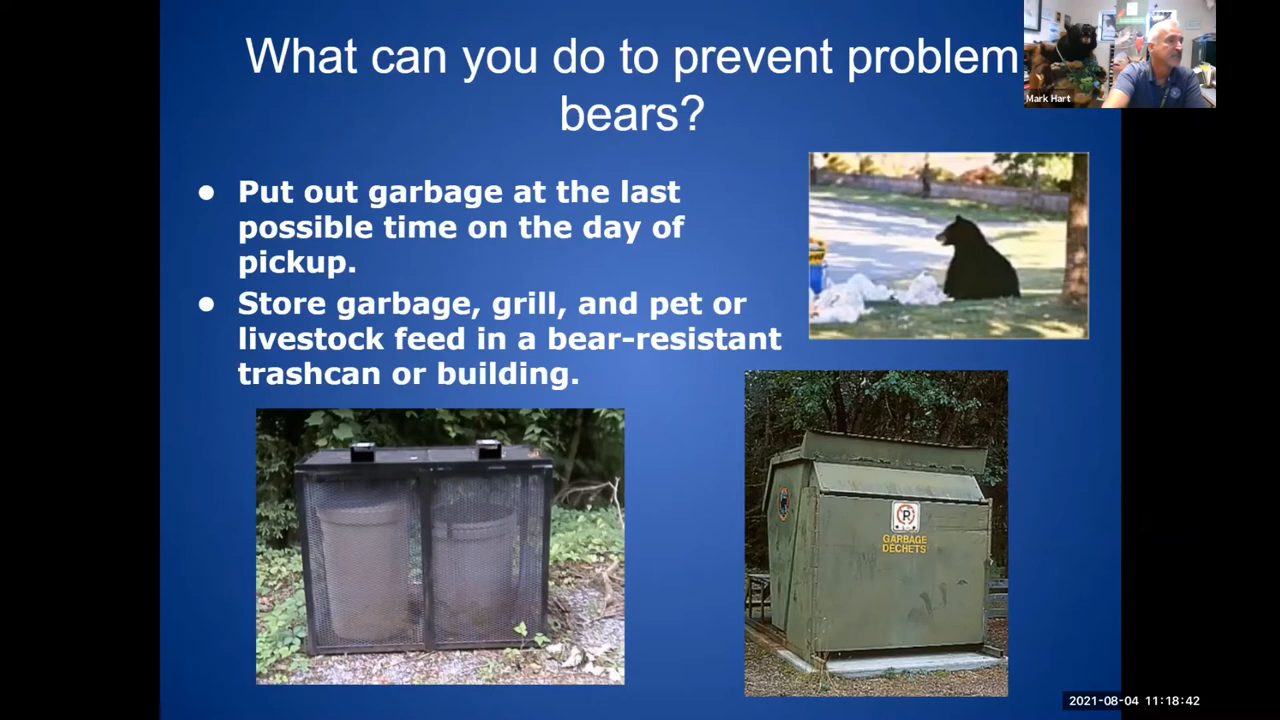 What can you do to prevent problem
bears?
Mark Hart
● Put out garbage at the last
possible time on the day of
pickup.
● Store garbage, grill, and pet or
livestock feed in a bear-resistant
trashcan or building.
P
GARBAGE
DÉCHETS
2021-08-04 11:18:42